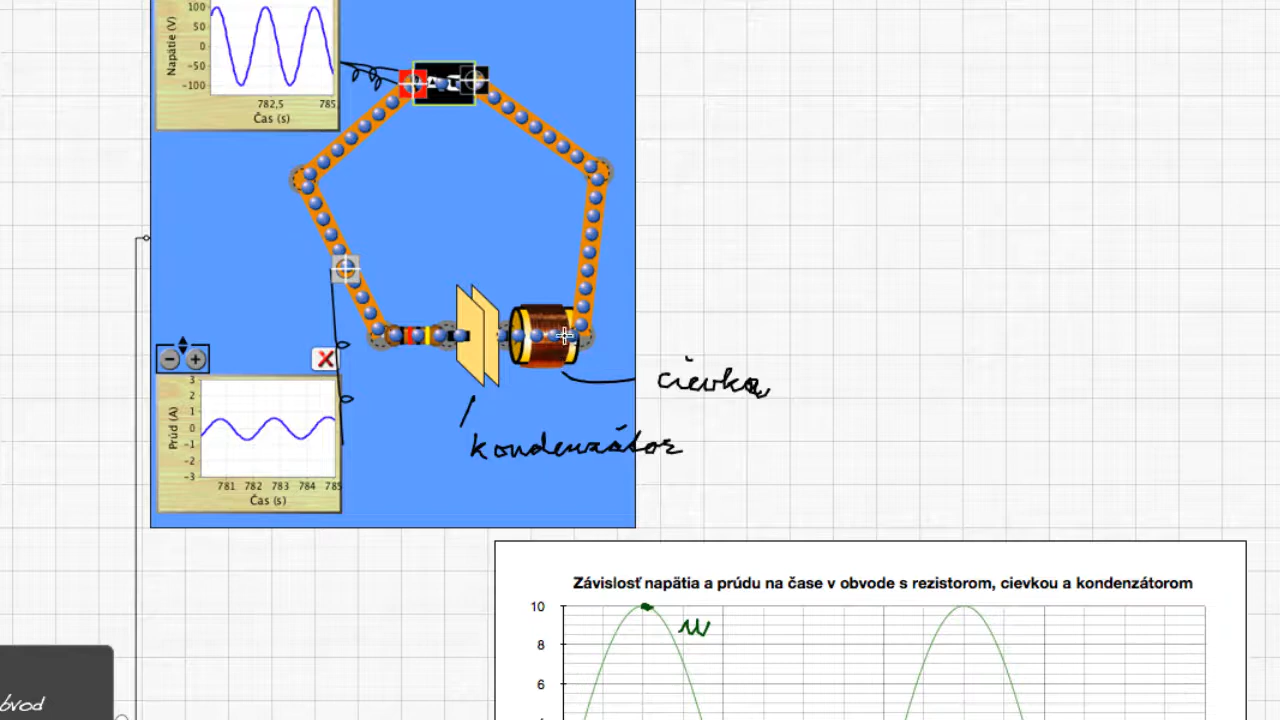 100
50
0
−50
−100
Napätie (V)
782,5 785,
Čas (s)
3
2
1
0
−1
−2
−3
Prúd (A)
781 782 783 784 785
Čas (s)
cievka
kondenzátor
Závislosť napätia a prúdu na čase v obvode s rezistorom, cievkou a kondenzátorom
10
8
6
u
bvod